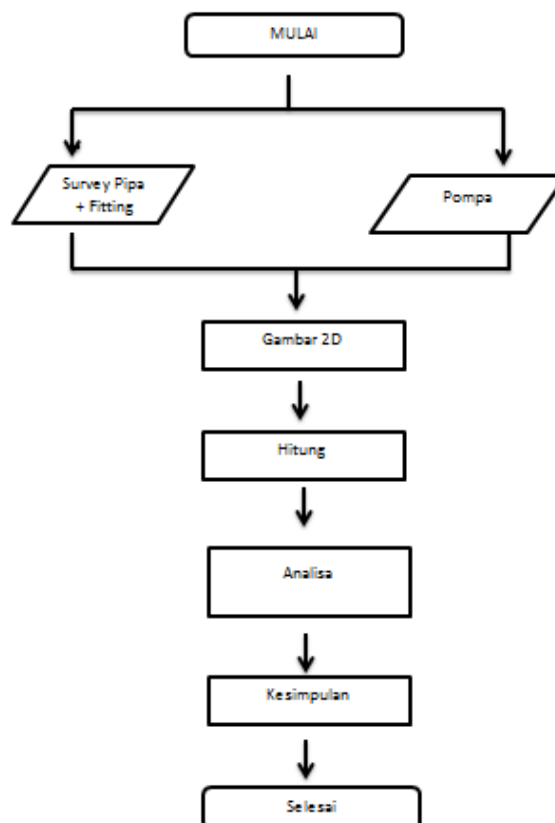 MULAI
Survey Pipa
+ Fitting
Pompa
Gambar 2D
Hitung
Analisa
Kesimpulan
Selesai